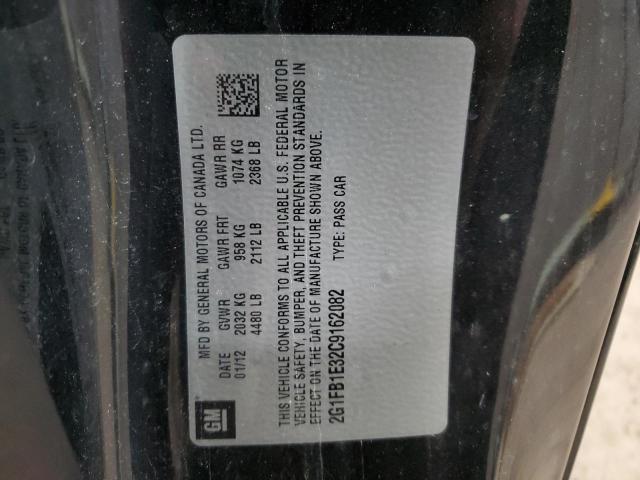 MFD BY GENERAL MOTORS OF CANADA LTD.
DATE GVWR GAWR FRT GAWR RR
01/12 2032 KG 958 KG 1074 KG
4480 LB 2112 LB 2368 LB
THIS VEHICLE CONFORMS TO ALL APPLICABLE U.S. FEDERAL MOTOR
VEHICLE SAFETY, BUMPER, AND THEFT PREVENTION STANDARDS IN
EFFECT ON THE DATE OF MANUFACTURE SHOWN ABOVE.
2G1FB1E32C9162082 TYPE: PASS CAR
GM